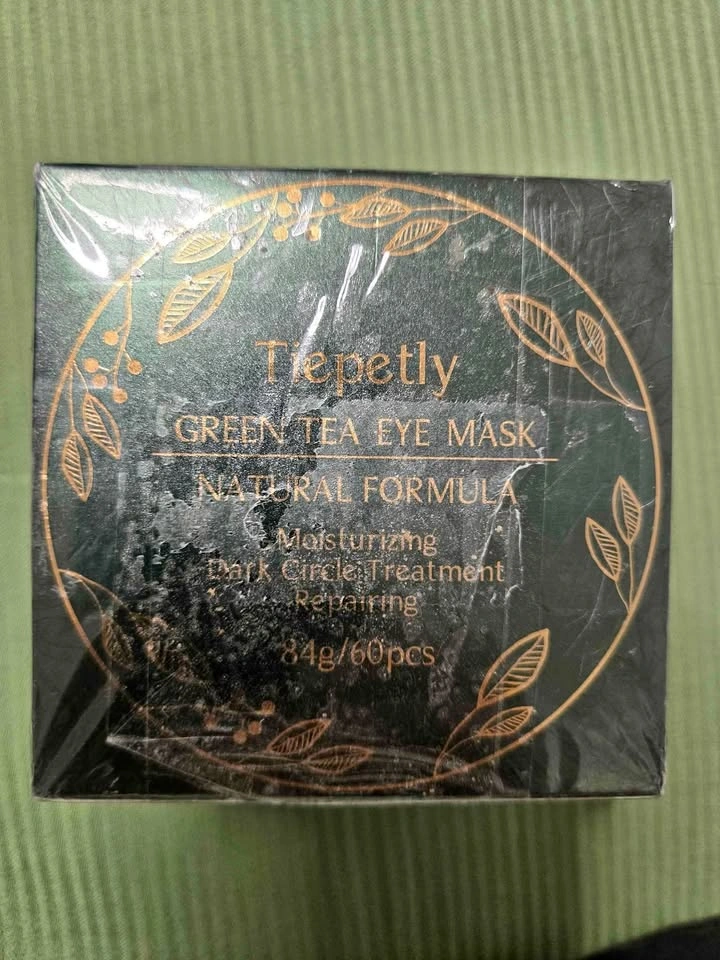 Tiepetly
GREEN TEA EYE MASK
NATURAL FORMULA
Moisturizing
Dark Circle Treatment
Repairing
84g/60pcs